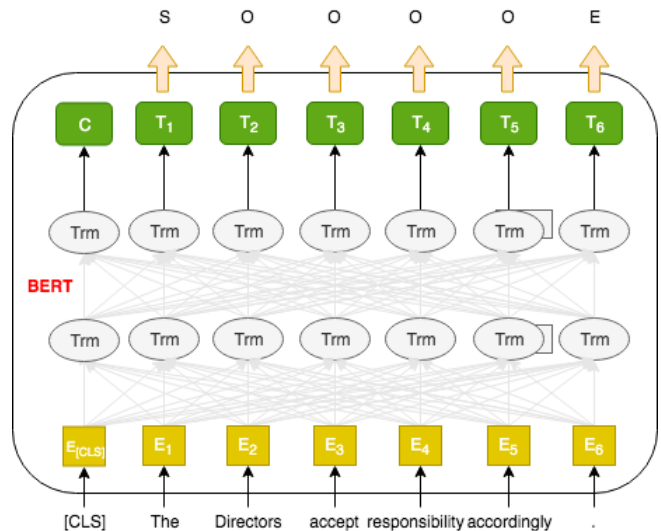 S O O O O E
C T1 T2 T3 T4 T5 T6
Trm Trm Trm Trm Trm Trm Trm
BERT
Trm Trm Trm Trm Trm Trm Trm
E[CLS] E1 E2 E3 E4 E5 E6
[CLS] The Directors accept responsibility accordingly .